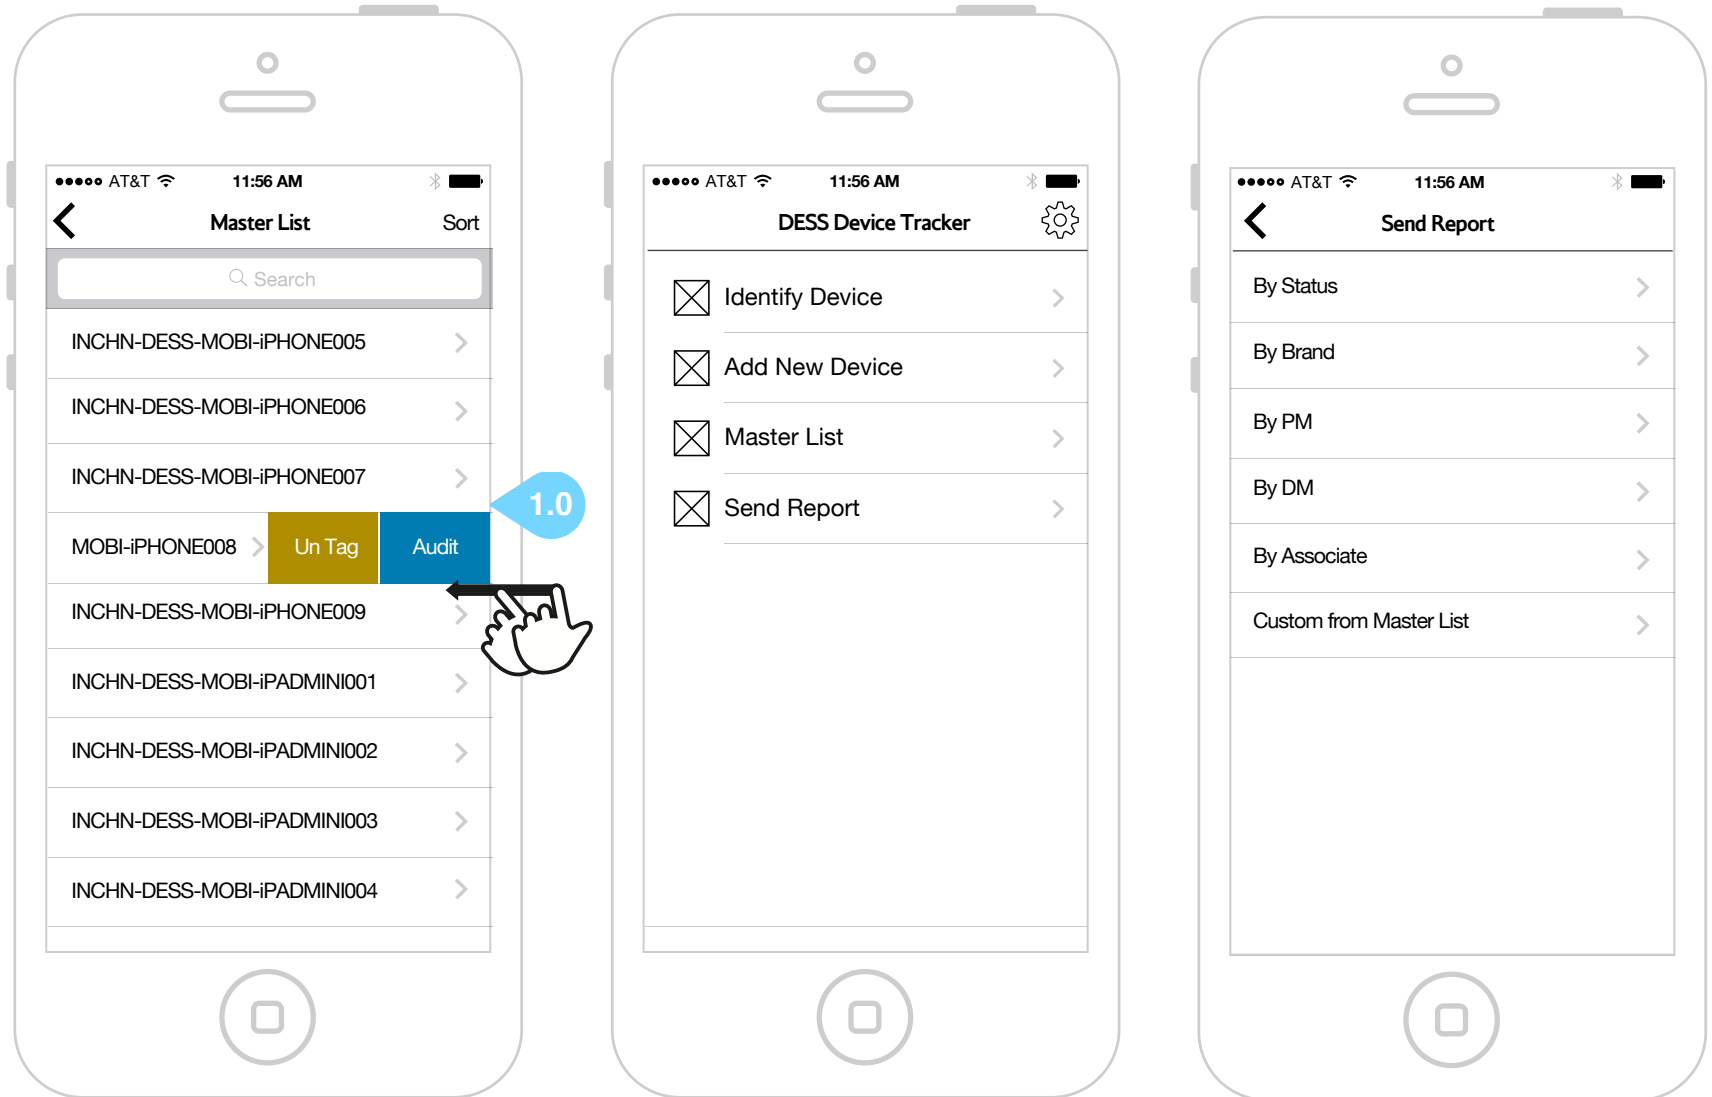 AT&T 11:56 AM
Master List Sort
Search
INCHN-DESS-MOBI-iPHONE005
INCHN-DESS-MOBI-iPHONE006
INCHN-DESS-MOBI-iPHONE007
1.0
MOBI-iPHONE008 Un Tag Audit
INCHN-DESS-MOBI-iPHONE009
INCHN-DESS-MOBI-iPADMINI001
INCHN-DESS-MOBI-iPADMINI002
INCHN-DESS-MOBI-iPADMINI003
INCHN-DESS-MOBI-iPADMINI004
AT&T 11:56 AM
DESS Device Tracker
Identify Device
Add New Device
Master List
Send Report
AT&T 11:56 AM
Send Report
By Status
By Brand
By PM
By DM
By Associate
Custom from Master List